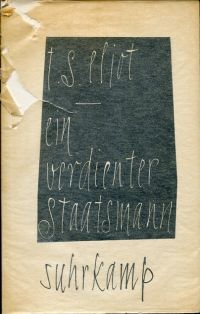 t. s. eliot
ein
verdienter
staatsmann
suhrkamp